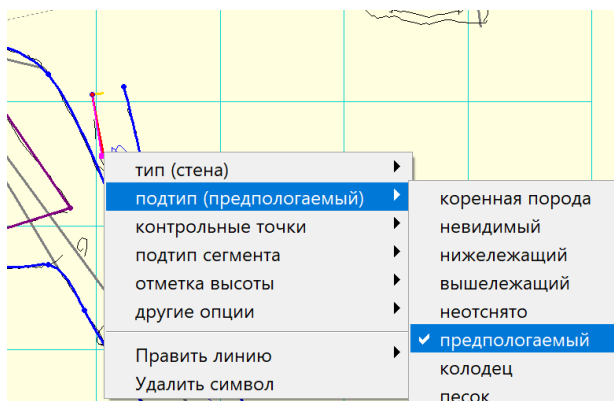 тип (стена)
подтип (предпологаемый)
контрольные точки
подтип сегмента
отметка высоты
другие опции
Править линию
Удалить символ
коренная порода
невидимый
нижележащий
вышележащий
неотснято
предпологаемый
колодец
песок